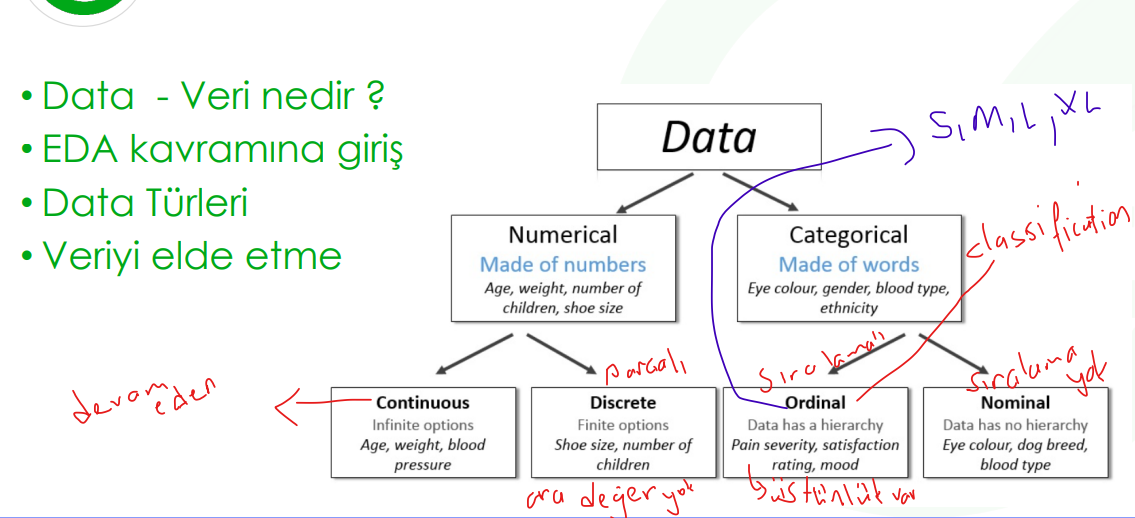 • Data - Veri nedir ?
• EDA kavramına giriş
• Data Türleri
• Veriyi elde etme
Data
S, M, L, XL
Numerical
Made of numbers
Age, weight, number of
children, shoe size
Categorical
Made of words
Eye colour, gender, blood type,
ethnicity
classification
devam
eden
parçalı
Sıralamalı
sıralama
yok
Continuous
Infinite options
Age, weight, blood
pressure
Discrete
Finite options
Shoe size, number of
children
Ordinal
Data has a hierarchy
Pain severity, satisfaction
rating, mood
Nominal
Data has no hierarchy
Eye colour, dog breed,
blood type
ara değer yok
üstünlük var